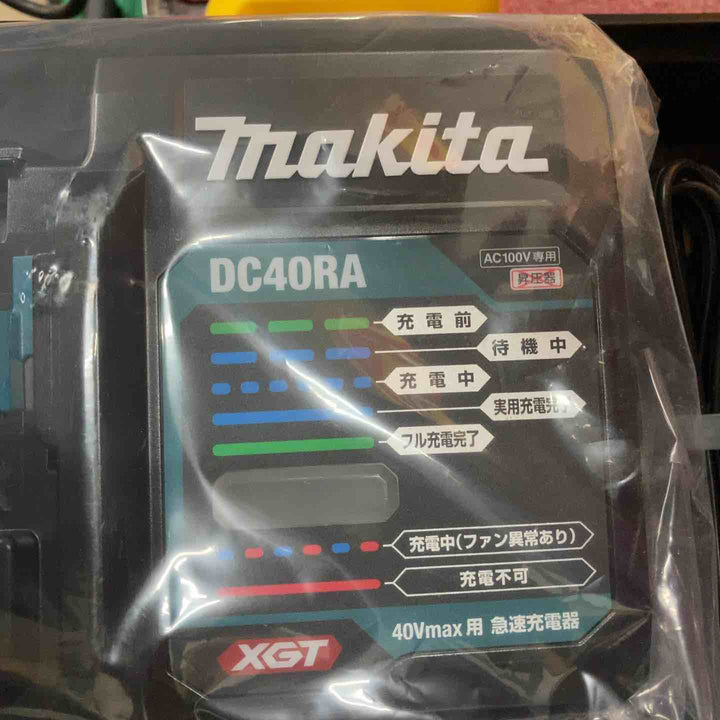 makita
DC40RA
AC100V専用
昇圧器
充電前
待機中
充電中
実用充電完了
フル充電完了
充電中(ファン異常あり)
充電不可
40Vmax用 急速充電器
XGT